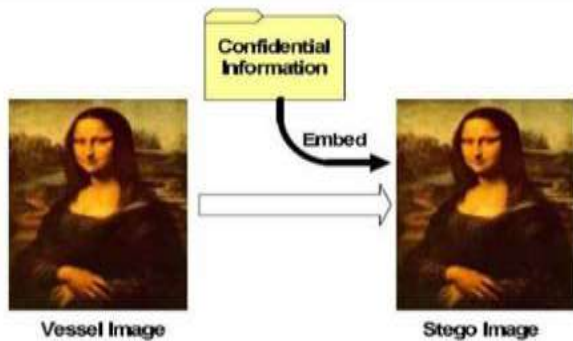 Confidential
Information
Embed
Vessel Image
Stego Image